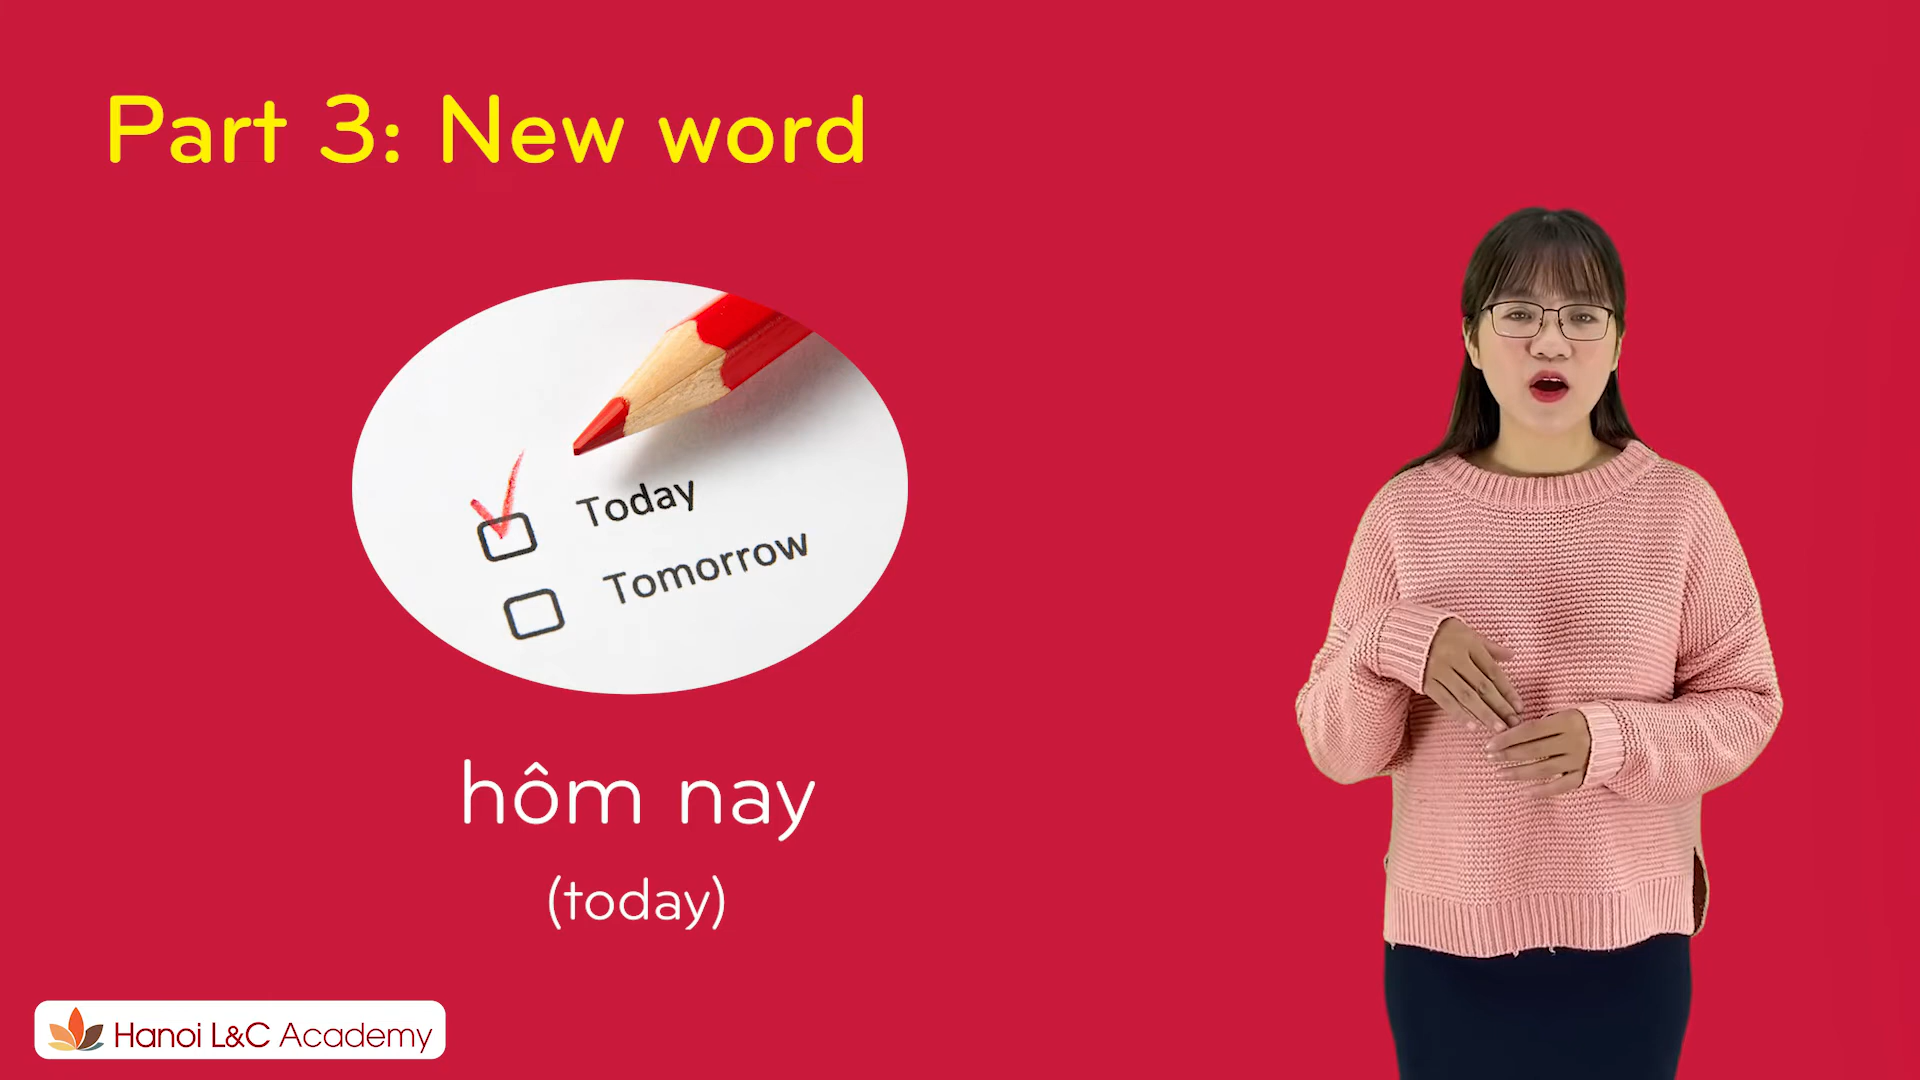 Part 3: New word
Today
Tomorrow
hôm nay
(today)
Hanoi L&C Academy